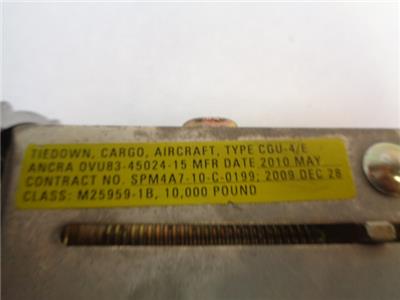 TIEDOWN, CARGO, AIRCRAFT, TYPE CGU-4/E
ANCRA OVU83-45024-15 MFR DATE 2010 MAY
CONTRACT NO. SPM4A7-10-C-0199; 2009 DEC 28
CLASS: M25959-1B, 10,000 POUND